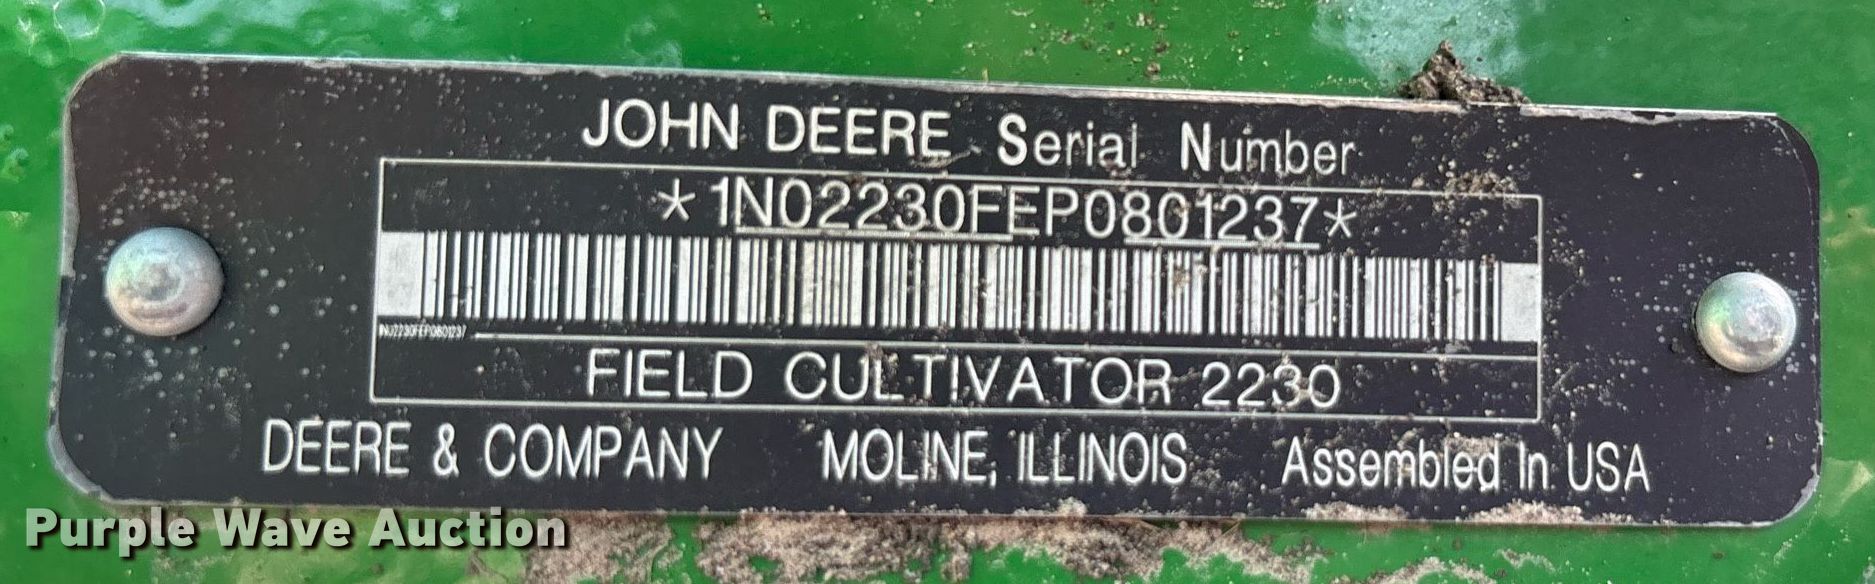 JOHN DEERE Serial Number
*1N02230FEP0801237*
1N02230FEP0801237
FIELD CULTIVATOR 2230
DEERE & COMPANY MOLINE, ILLINOIS Assembled In USA
Purple Wave Auction